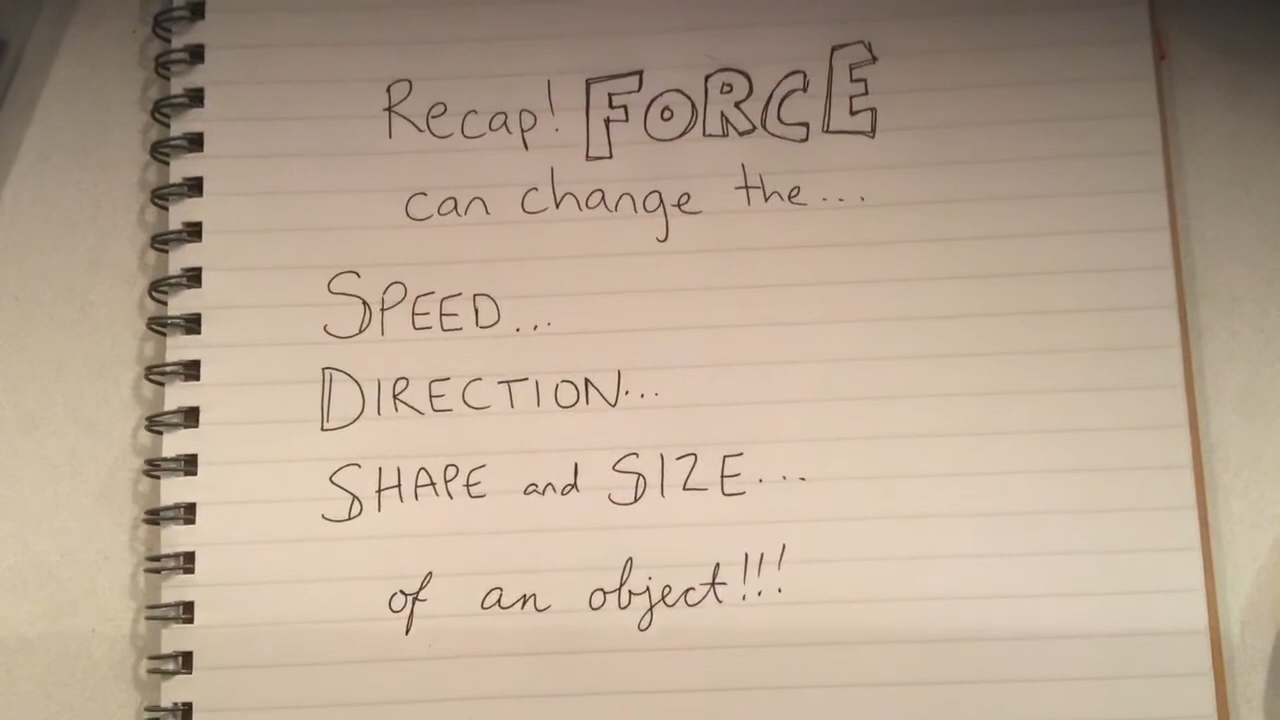 Recap! FORCE
can change the...
SPEED...
DIRECTION...
SHAPE and SIZE...
of an object!!!